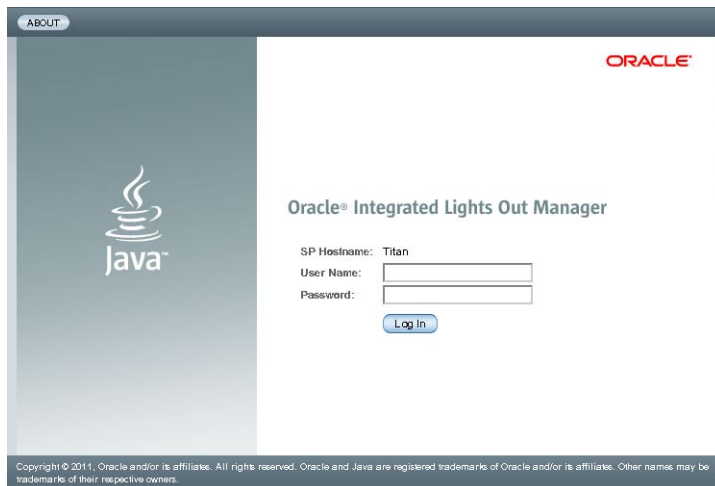 ABOUT
ORACLE®
Java™
Oracle® Integrated Lights Out Manager
SP Hostname: Titan
User Name:
Password:
Log In
Copyright © 2011, Oracle and/or its affiliates. All rights reserved. Oracle and Java are registered trademarks of Oracle and/or its affiliates. Other names may be
trademarks of their respective owners.